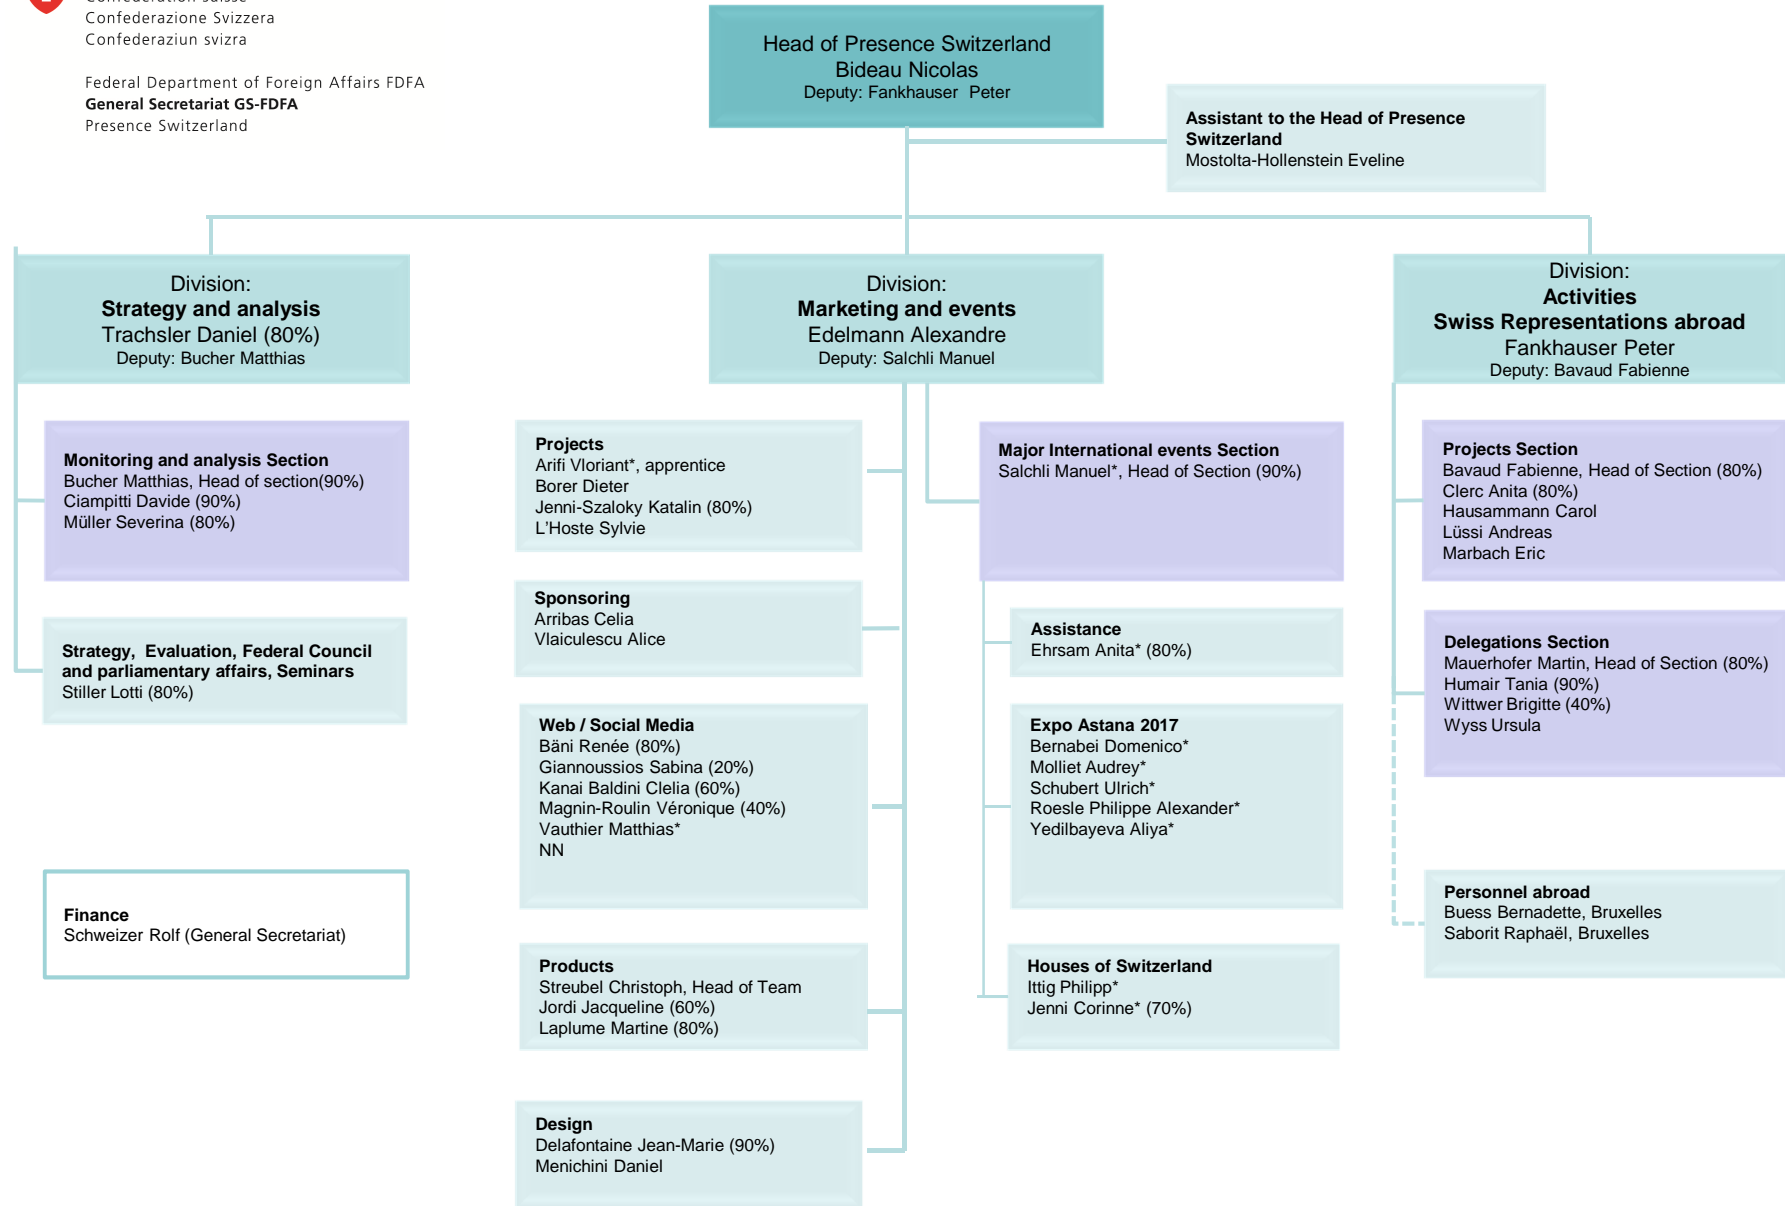 Confédération suisse
Confederazione Svizzera
Confederaziun svizra
Federal Department of Foreign Affairs FDFA
General Secretariat GS-FDFA
Presence Switzerland
Head of Presence Switzerland
Bideau Nicolas
Deputy: Fankhauser Peter
Assistant to the Head of Presence
Switzerland
Mostolta-Hollenstein Eveline
Division:
Strategy and analysis
Trachsler Daniel (80%)
Deputy: Bucher Matthias
Division:
Marketing and events
Edelmann Alexandre
Deputy: Salchli Manuel
Division:
Activities
Swiss Representations abroad
Fankhauser Peter
Deputy: Bavaud Fabienne
Monitoring and analysis Section
Bucher Matthias, Head of section(90%)
Ciampitti Davide (90%)
Müller Severina (80%)
Strategy, Evaluation, Federal Council
and parliamentary affairs, Seminars
Stiller Lotti (80%)
Finance
Schweizer Rolf (General Secretariat)
Projects
Arifi Vloriant*, apprentice
Borer Dieter
Jenni-Szaloky Katalin (80%)
L'Hoste Sylvie
Sponsoring
Arribas Celia
Vlaiculescu Alice
Web / Social Media
Bäni Renée (80%)
Giannoussios Sabina (20%)
Kanai Baldini Clelia (60%)
Magnin-Roulin Véronique (40%)
Vauthier Matthias*
NN
Products
Streubel Christoph, Head of Team
Jordi Jacqueline (60%)
Laplume Martine (80%)
Design
Delafontaine Jean-Marie (90%)
Menichini Daniel
Major International events Section
Salchli Manuel*, Head of Section (90%)
Assistance
Ehrsam Anita* (80%)
Expo Astana 2017
Bernabei Domenico*
Molliet Audrey*
Schubert Ulrich*
Roesle Philippe Alexander*
Yedilbayeva Aliya*
Houses of Switzerland
Ittig Philipp*
Jenni Corinne* (70%)
Projects Section
Bavaud Fabienne, Head of Section (80%)
Clerc Anita (80%)
Hausammann Carol
Lüssi Andreas
Marbach Eric
Delegations Section
Mauerhofer Martin, Head of Section (80%)
Humair Tania (90%)
Wittwer Brigitte (40%)
Wyss Ursula
Personnel abroad
Buess Bernadette, Bruxelles
Saborit Raphaël, Bruxelles